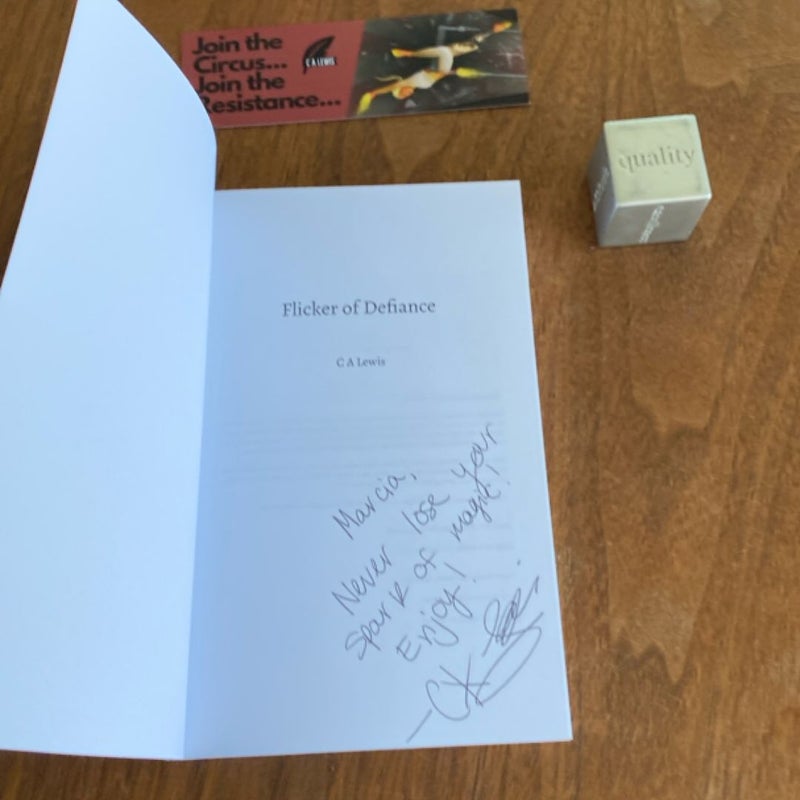 Join the
Circus...
Join the
Resistance...
C A LEWIS
quality
Flicker of Defiance
C A Lewis
Marcia,
Never lose your
spark of magic!
Enjoy!